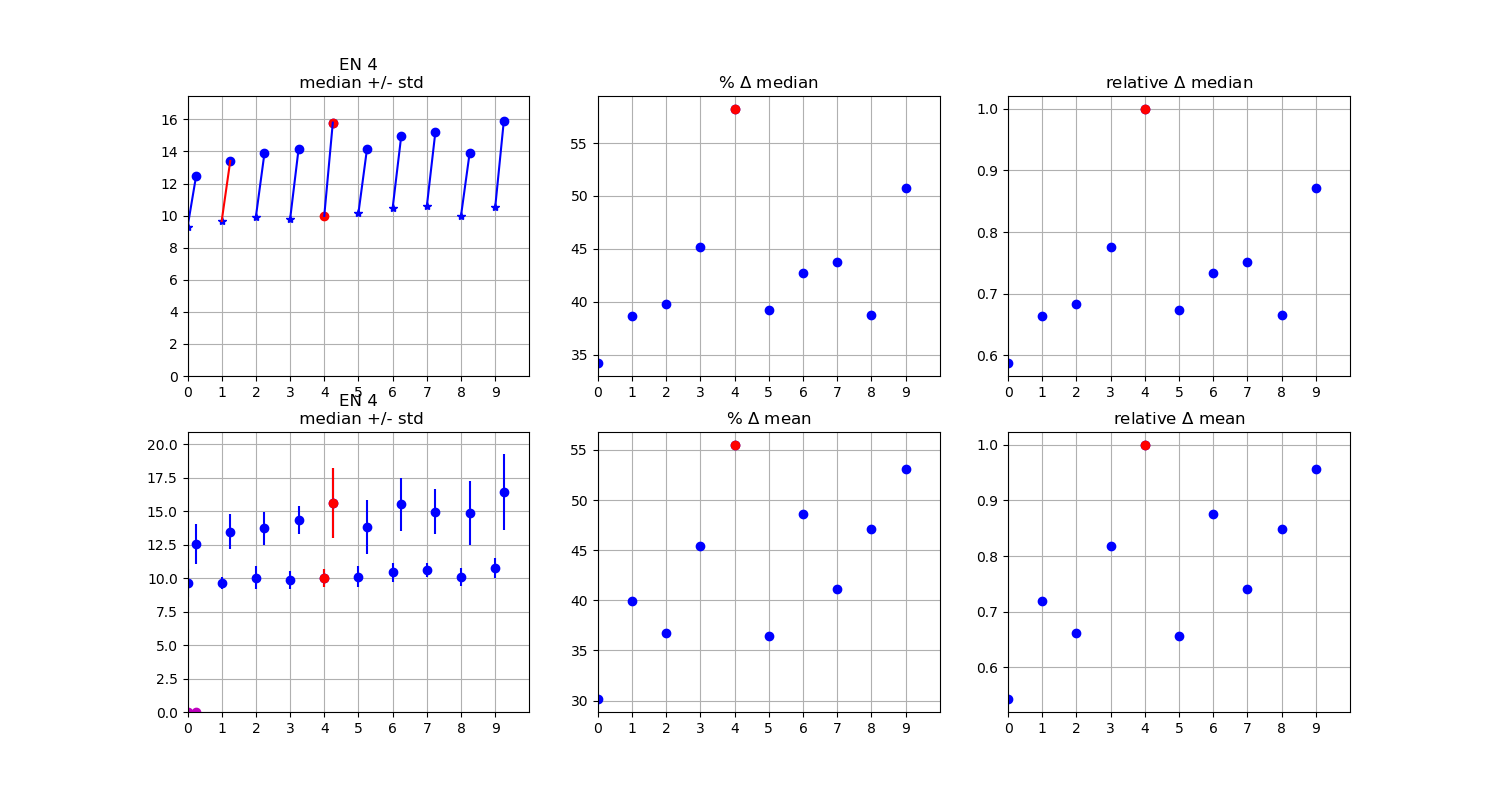 EN 4
median +/- std
16
14
12
10
8
6
4
2
0
0 1 2 3 4 5 6 7 8 9
% Δ median
55
50
45
40
35
0 1 2 3 4 5 6 7 8 9
relative Δ median
1.0
0.9
0.8
0.7
0.6
0 1 2 3 4 5 6 7 8 9
EN 4
median +/- std
20.0
17.5
15.0
12.5
10.0
7.5
5.0
2.5
0.0
0 1 2 3 4 5 6 7 8 9
% Δ mean
55
50
45
40
35
30
0 1 2 3 4 5 6 7 8 9
relative Δ mean
1.0
0.9
0.8
0.7
0.6
0 1 2 3 4 5 6 7 8 9